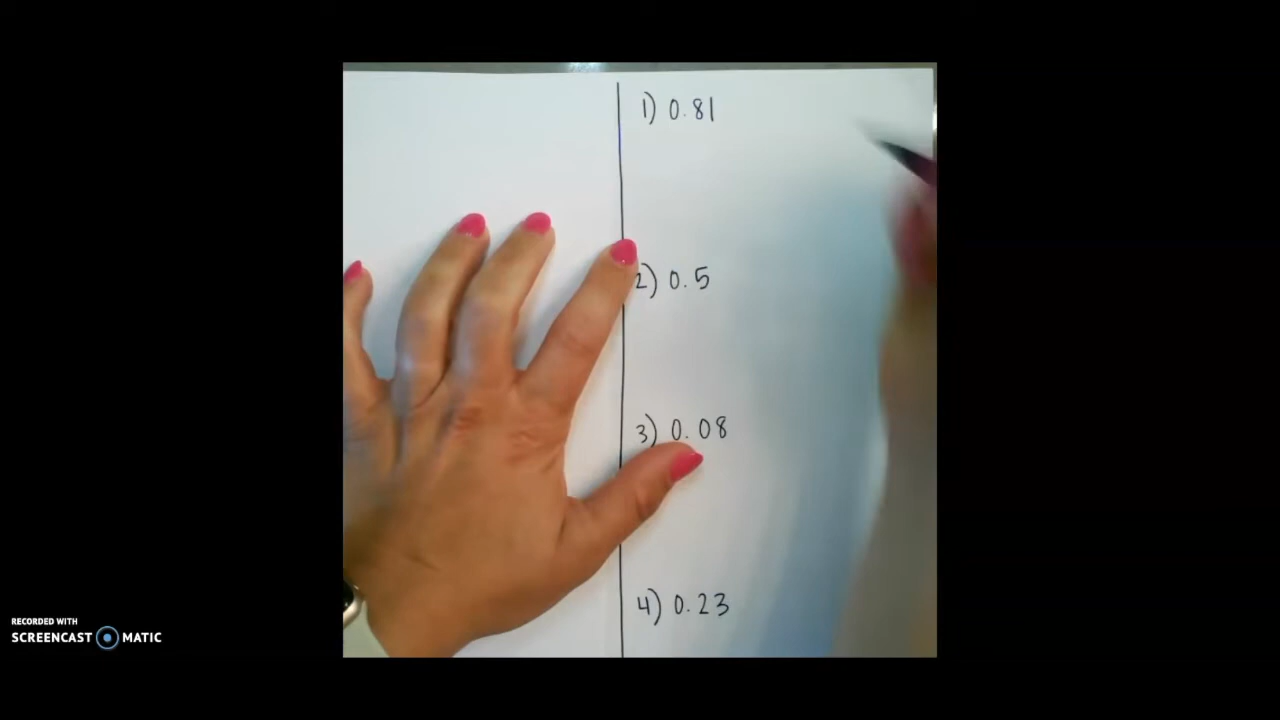 1) 0.81
2) 0.5
3) 0.08
4) 0.23
RECORDED WITH
SCREENCAST MATIC